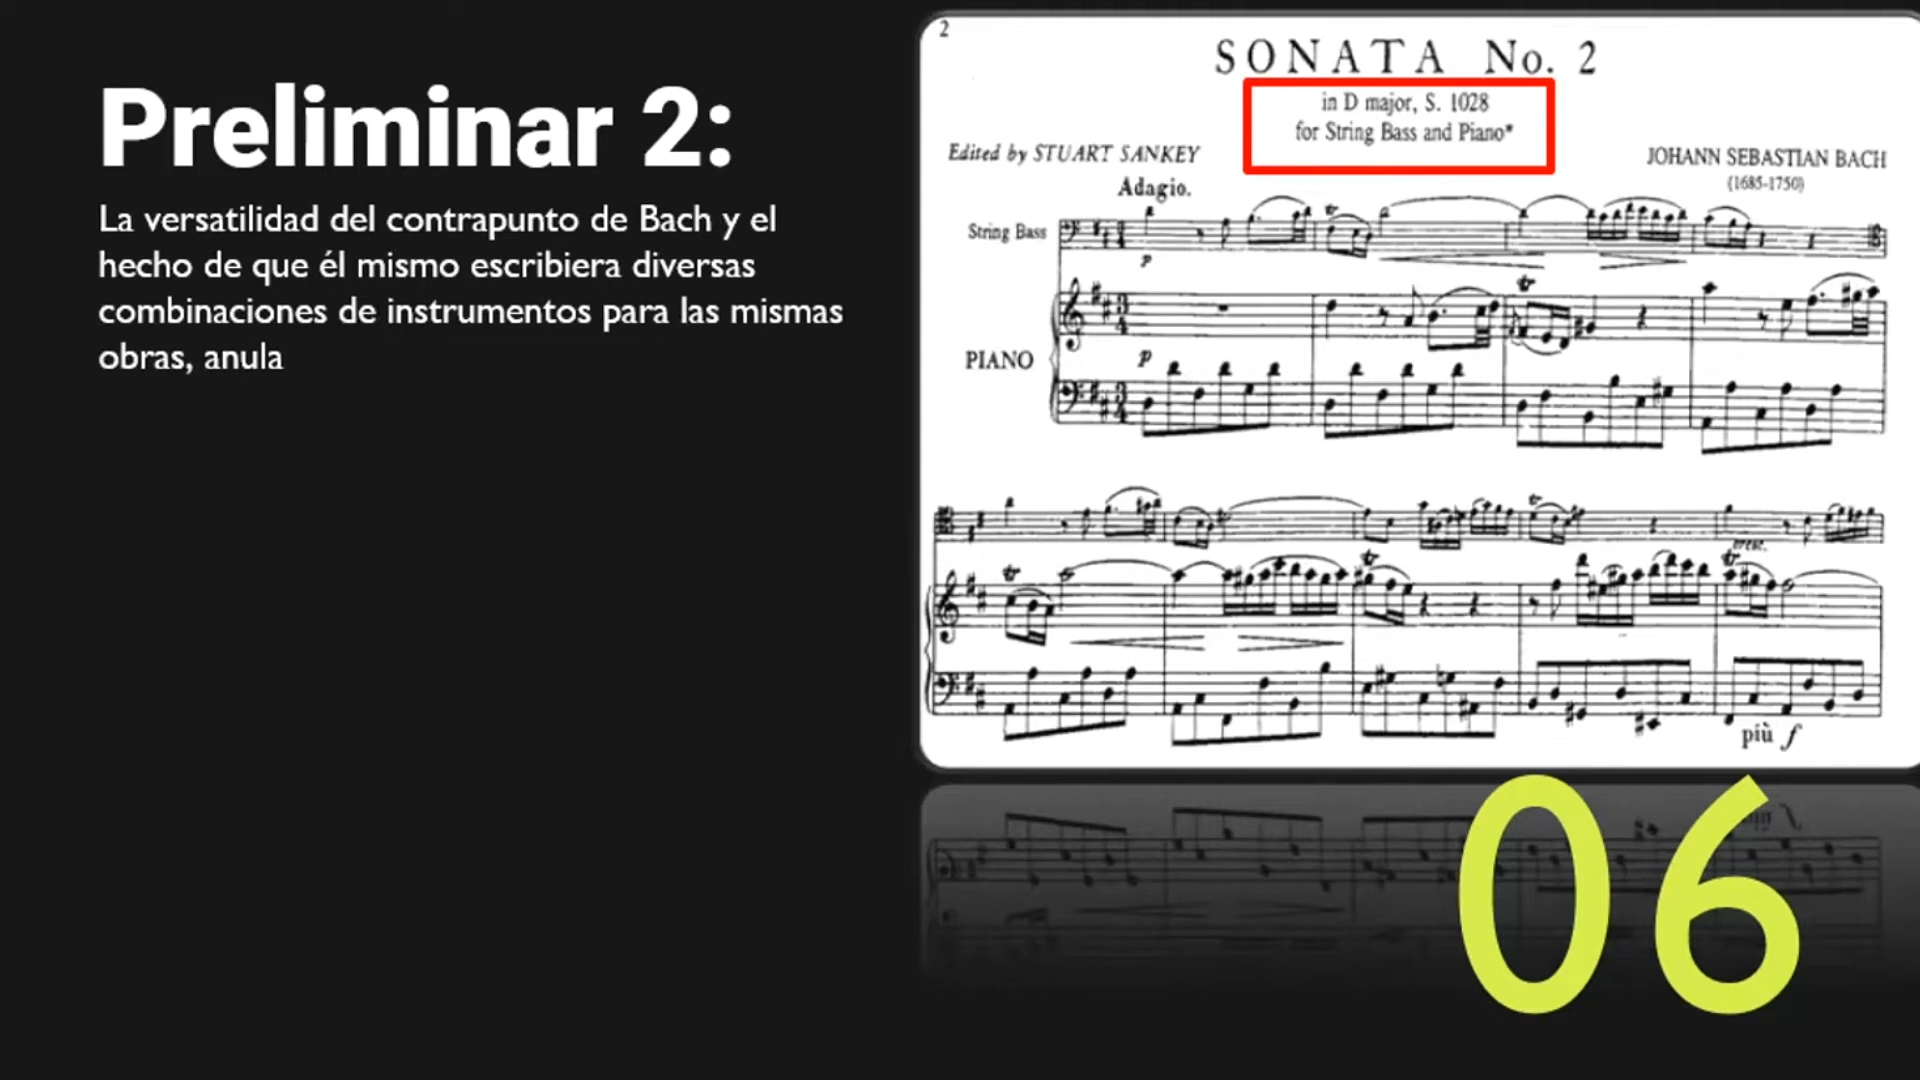 Preliminar 2:
La versatilidad del contrapunto de Bach y el
hecho de que él mismo escribiera diversas
combinaciones de instrumentos para las mismas
obras, anula
2
SONATA No. 2
in D major, S. 1028
for String Bass and Piano*
Edited by STUART SANKEY
JOHANN SEBASTIAN BACH
(1685-1750)
Adagio.
String Bass
p
PIANO
p
cresc.
più f
06